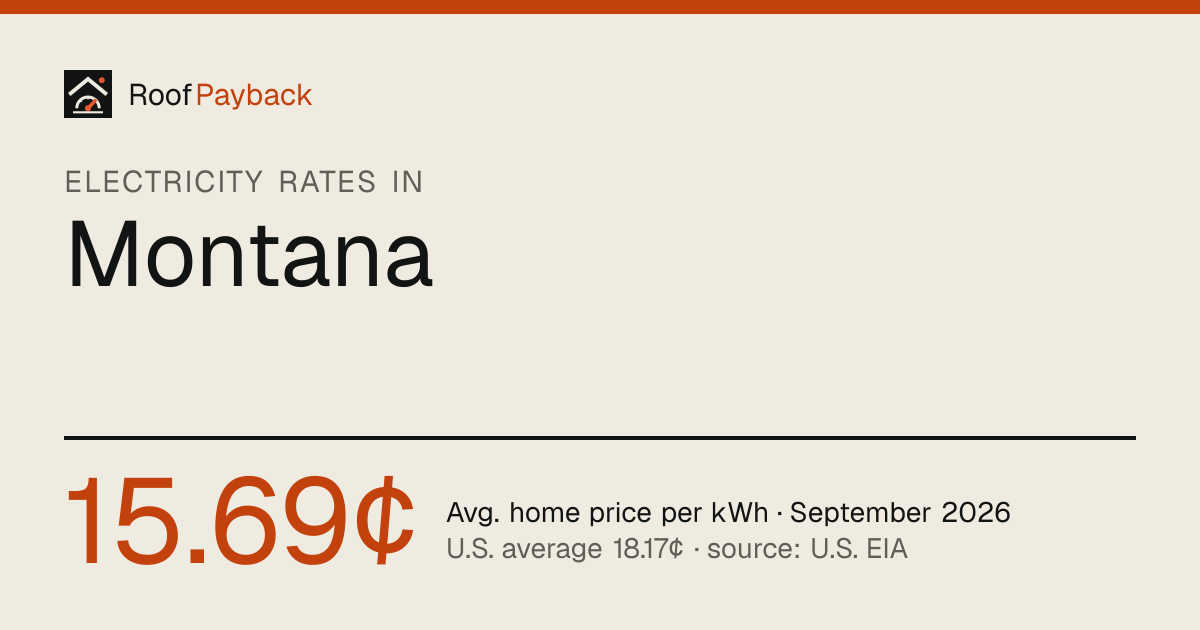 RoofPayback
ELECTRICITY RATES IN
Montana
15.69¢
Avg. home price per kWh · September 2026
U.S. average 18.17¢ · source: U.S. EIA